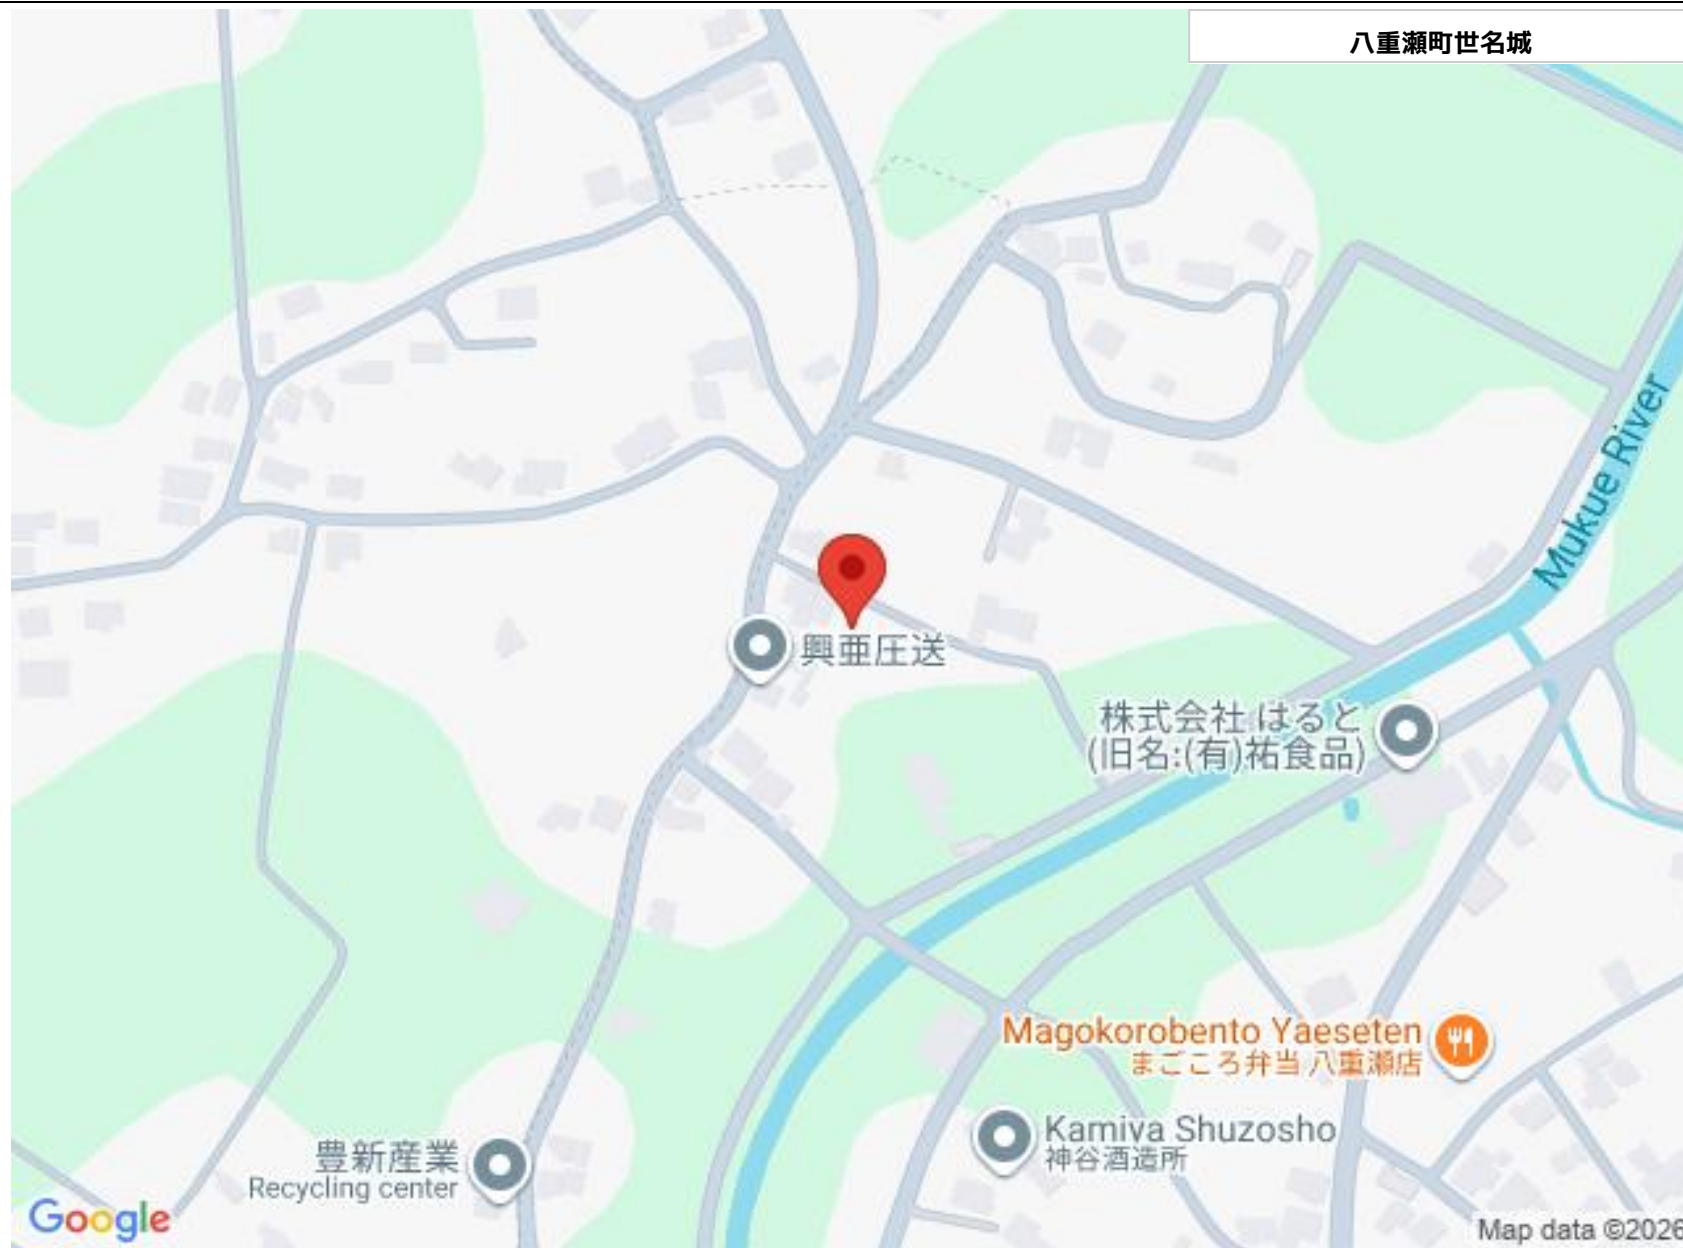 八重瀬町世名城
Mukue River
興亜圧送
株式会社 はると
(旧名:(有)祐食品)
Magokorobento Yaeseten
まごころ弁当 八重瀬店
Kamiya Shuzosho
神谷酒造所
豊新産業
Recycling center
Google
Map data ©2026